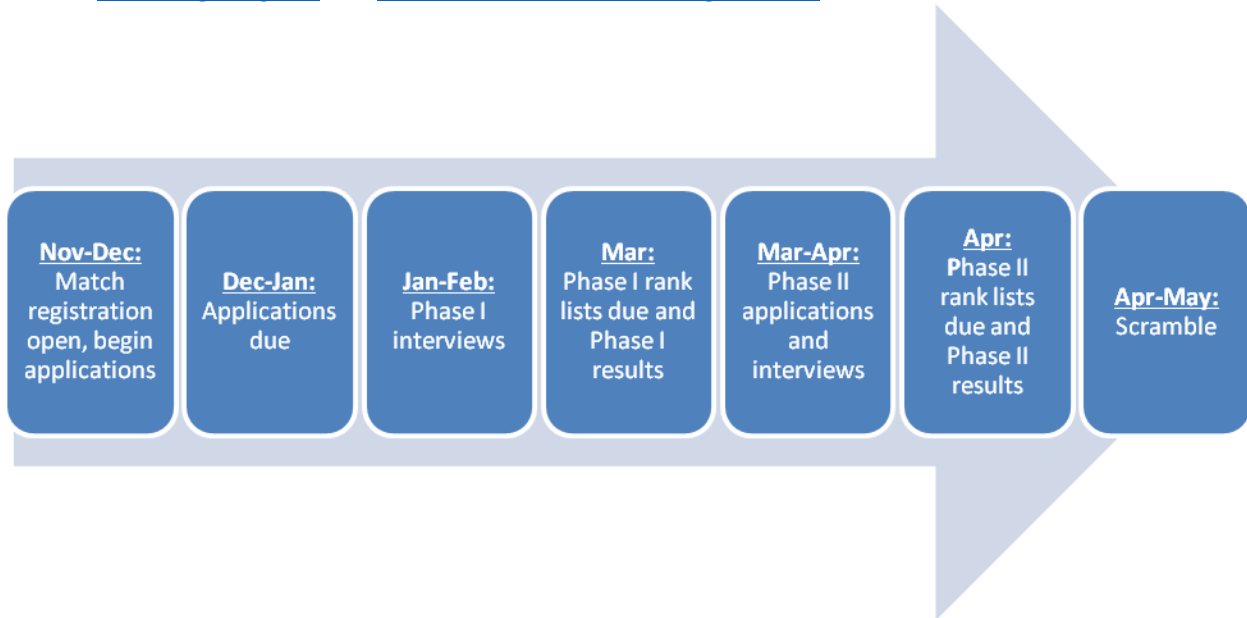 Nov-Dec:
Match
registration
open, begin
applications
Dec-Jan:
Applications
due
Jan-Feb:
Phase I
interviews
Mar:
Phase I rank
lists due and
Phase I
results
Mar-Apr:
Phase II
applications
and
interviews
Apr:
Phase II
rank lists
due and
Phase II
results
Apr-May:
Scramble